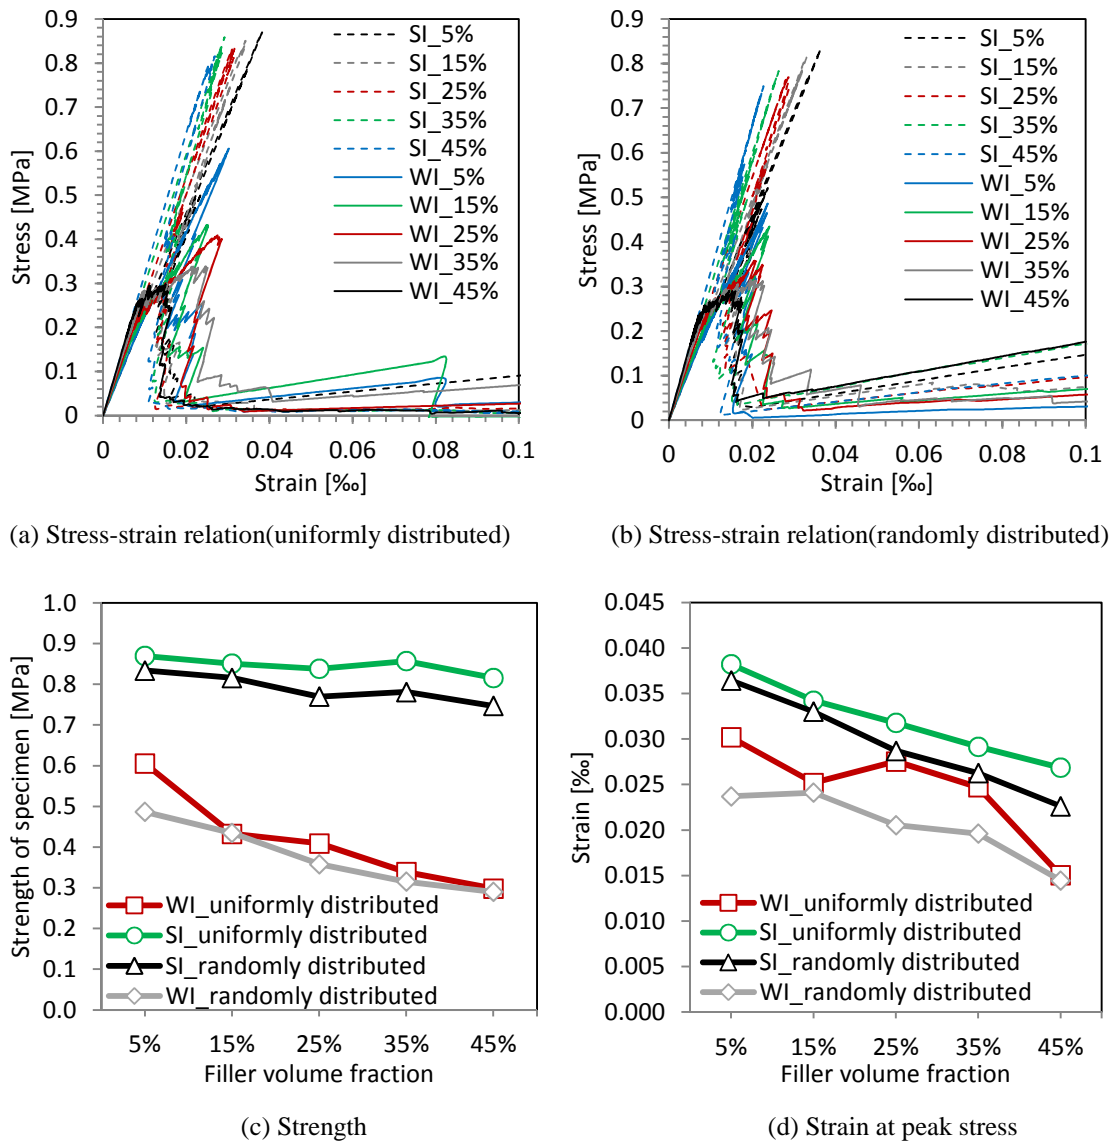 0.9
0.8
0.7
0.6
0.5
0.4
0.3
0.2
0.1
0
Stress [MPa]
0 0.02 0.04 0.06 0.08 0.1
Strain [‰]
SI_5%
SI_15%
SI_25%
SI_35%
SI_45%
WI_5%
WI_15%
WI_25%
WI_35%
WI_45%
(a) Stress-strain relation(uniformly distributed)
0.9
0.8
0.7
0.6
0.5
0.4
0.3
0.2
0.1
0
Stress [MPa]
0 0.02 0.04 0.06 0.08 0.1
Strain [‰]
SI_5%
SI_15%
SI_25%
SI_35%
SI_45%
WI_5%
WI_15%
WI_25%
WI_35%
WI_45%
(b) Stress-strain relation(randomly distributed)
1.0
0.9
0.8
0.7
0.6
0.5
0.4
0.3
0.2
0.1
0.0
Strength of specimen [MPa]
WI_uniformly distributed
SI_uniformly distributed
SI_randomly distributed
WI_randomly distributed
5% 15% 25% 35% 45%
Filler volume fraction
(c) Strength
0.045
0.040
0.035
0.030
0.025
0.020
0.015
0.010
0.005
0.000
Strain [‰]
WI_uniformly distributed
SI_uniformly distributed
SI_randomly distributed
WI_randomly distributed
5% 15% 25% 35% 45%
Filler volume fraction
(d) Strain at peak stress